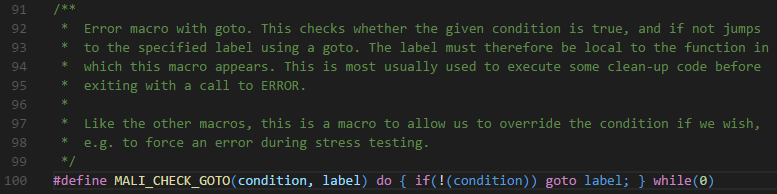 91 /**
92  *  Error macro with goto. This checks whether the given condition is true, and if not jumps
93  *  to the specified label using a goto. The label must therefore be local to the function in
94  *  which this macro appears. This is most usually used to execute some clean-up code before
95  *  exiting with a call to ERROR.
96  *
97  *  Like the other macros, this is a macro to allow us to override the condition if we wish,
98  *  e.g. to force an error during stress testing.
99  */
100 #define MALI_CHECK_GOTO(condition, label) do { if(!(condition)) goto label; } while(0)